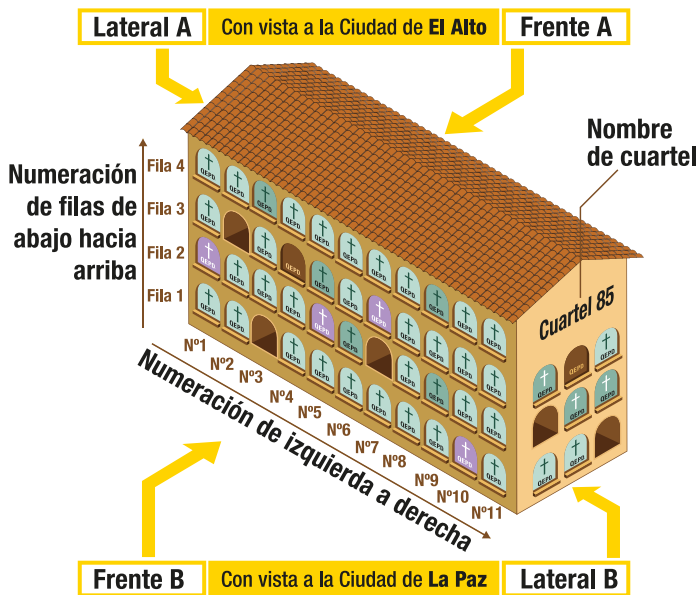 Lateral A
Con vista a la Ciudad de El Alto
Frente A
Nombre
de cuartel
Numeración
de filas de
abajo hacia
arriba
Fila 4
Fila 3
Fila 2
Fila 1
QEPD
Cuartel 85
Nº1
Nº2
Nº3
Nº4
Nº5
Nº6
Nº7
Nº8
Nº9
Nº10
Nº11
Numeración de izquierda a derecha
Frente B
Con vista a la Ciudad de La Paz
Lateral B